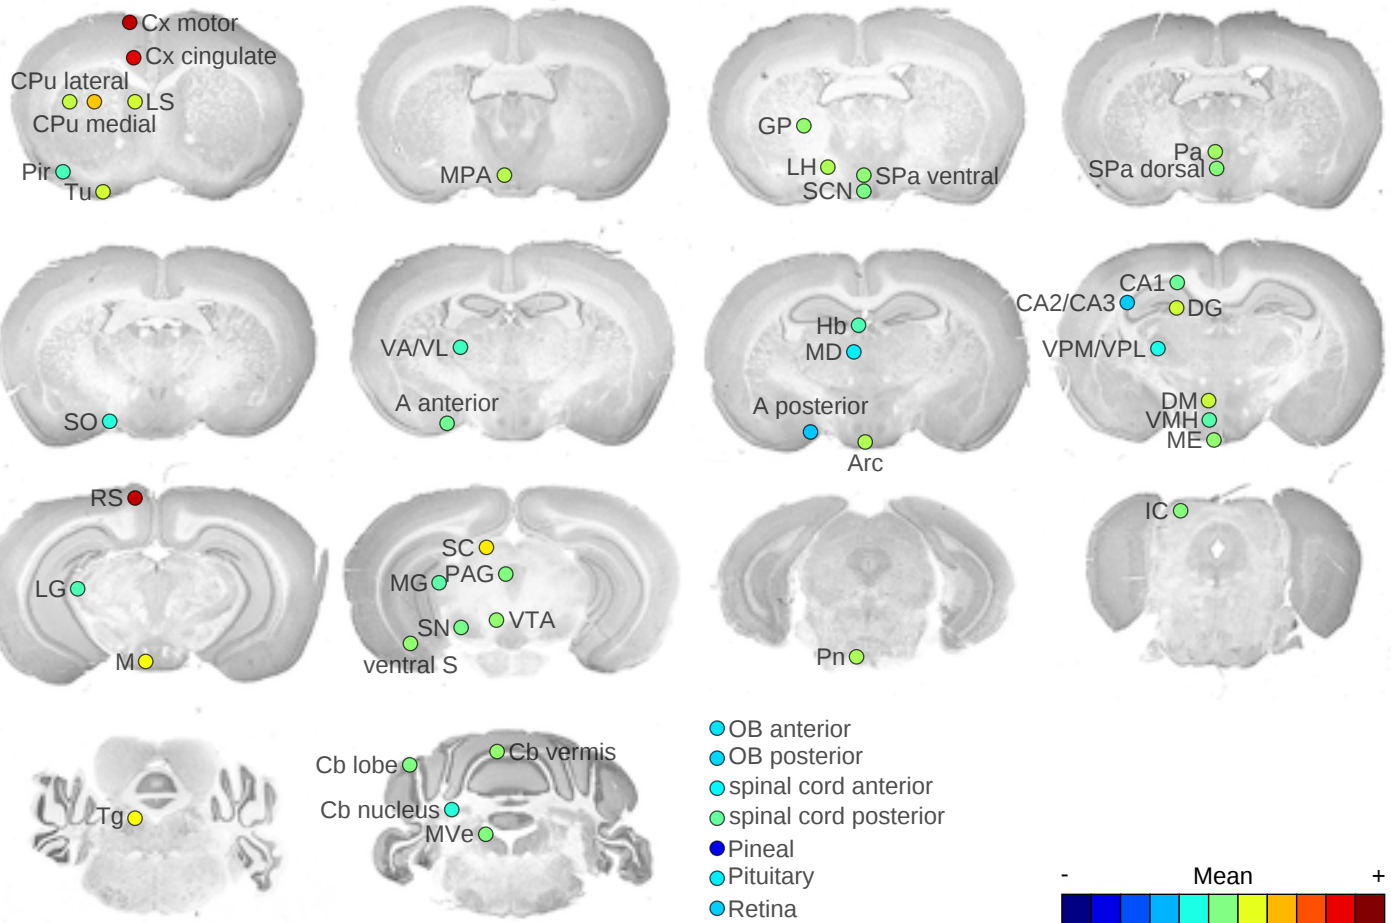 Cx motor
Cx cingulate
CPu lateral
LS
CPu medial
Pir
Tu
MPA
GP
LH
SPa ventral
SCN
Pa
SPa dorsal
SO
VA/VL
A anterior
Hb
MD
A posterior
Arc
CA1
CA2/CA3
DG
VPM/VPL
DM
VMH
ME
RS
LG
M
SC
MG
PAG
SN
VTA
ventral S
Pn
IC
Tg
Cb lobe
Cb vermis
Cb nucleus
MVe
OB anterior
OB posterior
spinal cord anterior
spinal cord posterior
Pineal
Pituitary
Retina
- Mean +